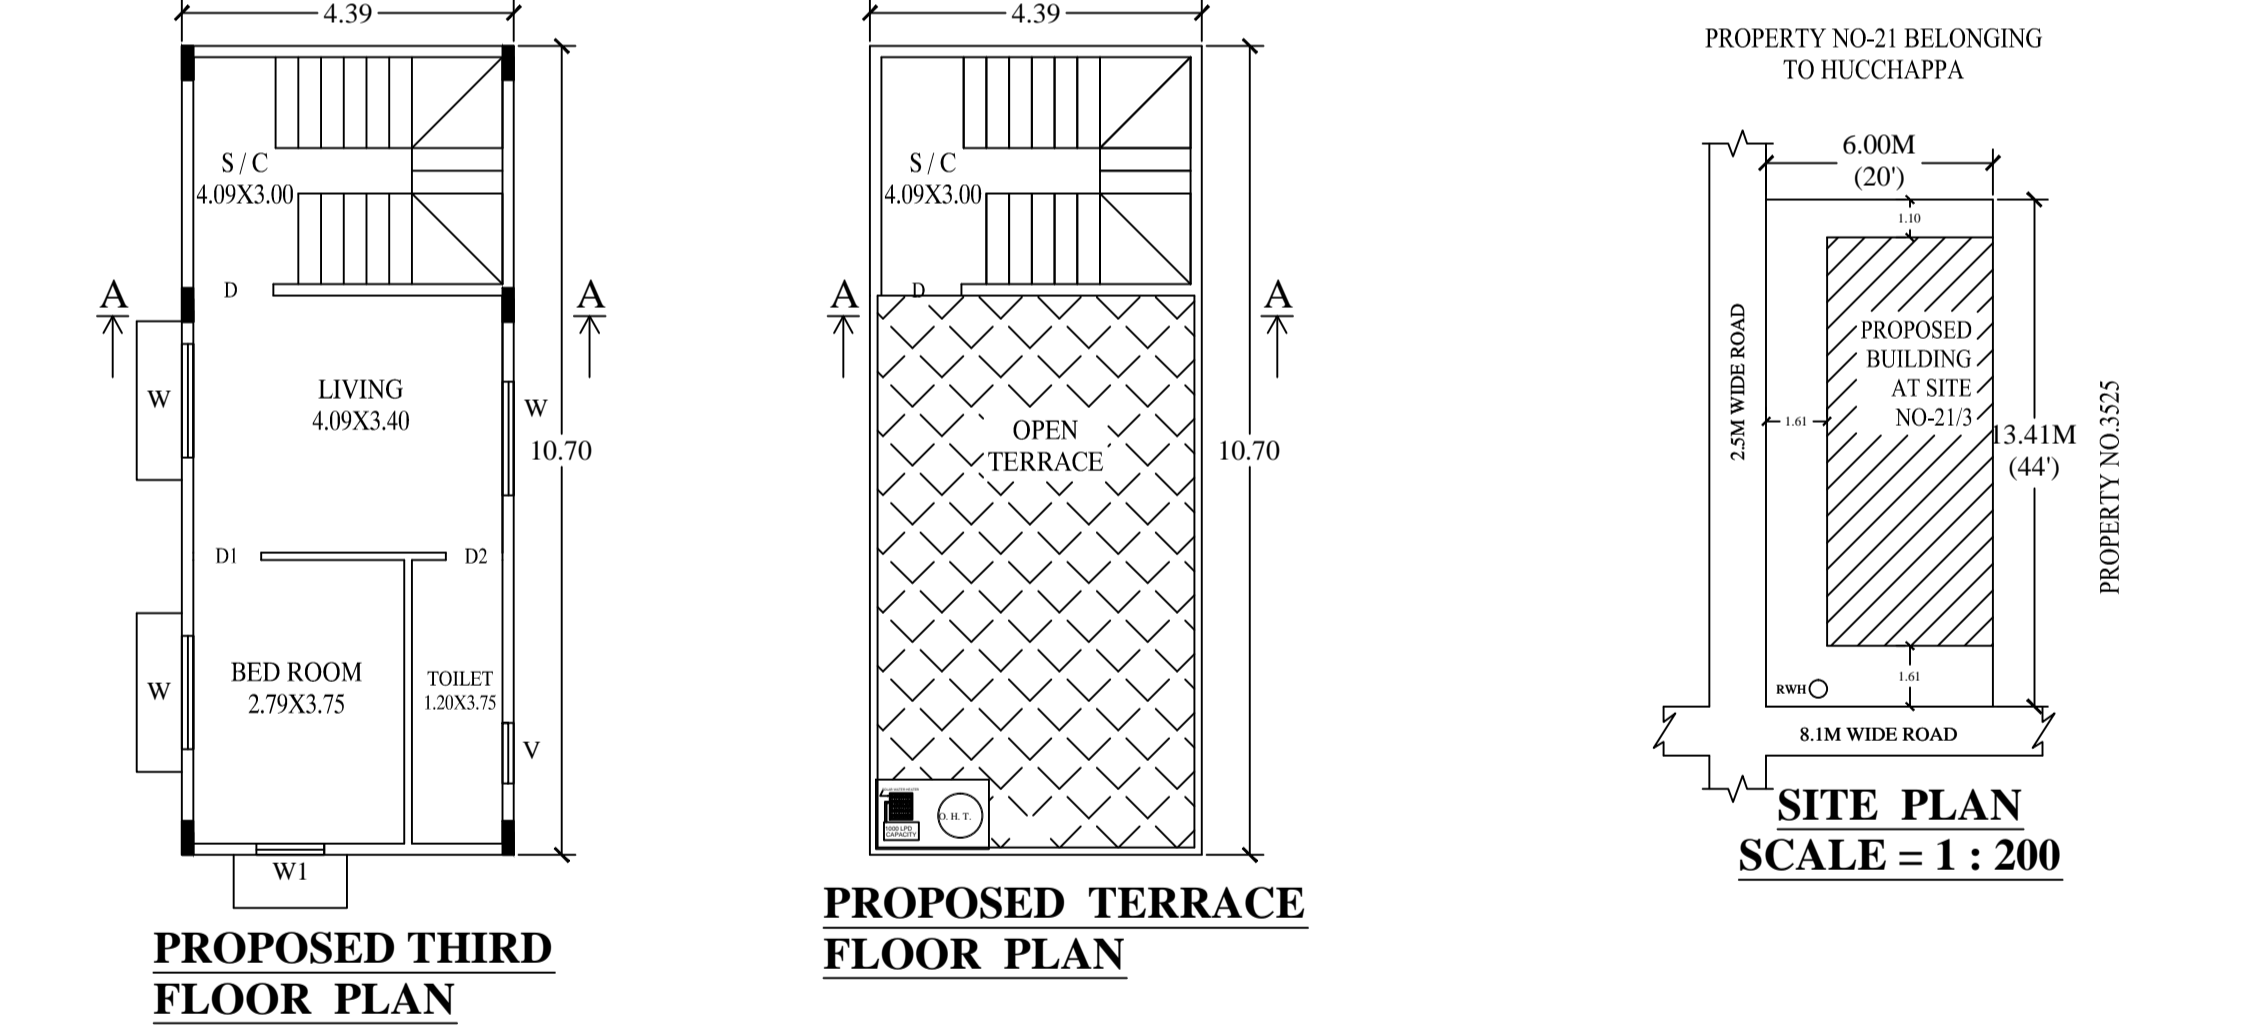 4.39
S / C
4.09X3.00
D
A
A
W
LIVING
4.09X3.40
W
10.70
D1
D2
W
BED ROOM
2.79X3.75
TOILET
1.20X3.75
V
W1
PROPOSED THIRD
FLOOR PLAN
4.39
S / C
4.09X3.00
D
A
A
OPEN
TERRACE
10.70
1000 LPD
CAPACITY
O. H. T.
PROPOSED TERRACE
FLOOR PLAN
PROPERTY NO-21 BELONGING
TO HUCCHAPPA
6.00M
(20')
1.10
2.5M WIDE ROAD
PROPOSED
BUILDING
AT SITE
NO-21/3
1.61
13.41M
(44')
PROPERTY NO.3525
1.61
RWH
8.1M WIDE ROAD
SITE PLAN
SCALE = 1 : 200